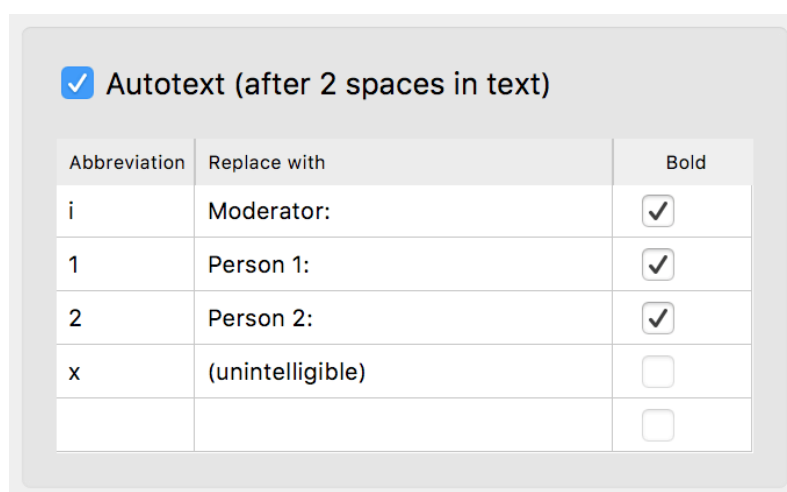 Autotext (after 2 spaces in text)
Abbreviation Replace with Bold
i Moderator:
1 Person 1:
2 Person 2:
x (unintelligible)